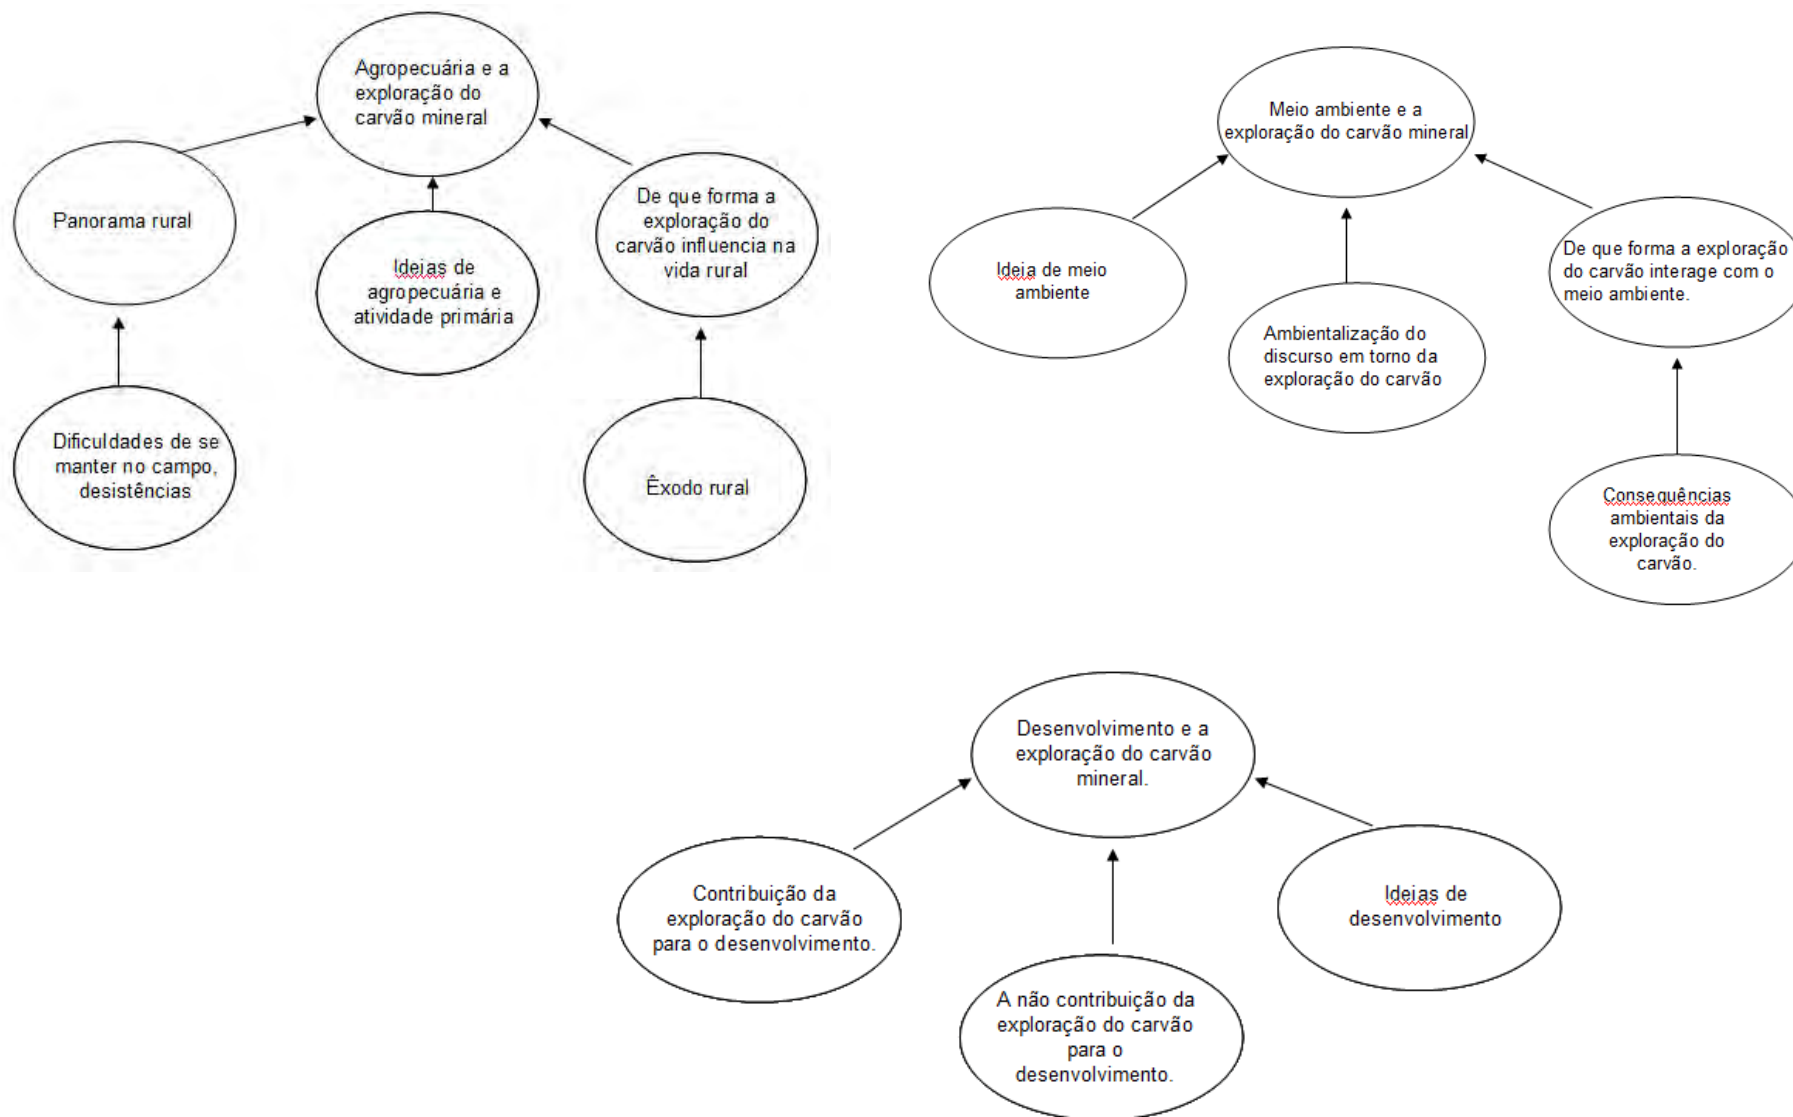 Agropecuária e a
exploração do
carvão mineral
Panorama rural
Ideias de
agropecuária e
atividade primária
De que forma a
exploração do
carvão influencia na
vida rural
Dificuldades de se
manter no campo,
desistências
Êxodo rural
Meio ambiente e a
exploração do carvão mineral
Ideia de meio
ambiente
Ambientalização do
discurso em torno da
exploração do carvão
De que forma a exploração
do carvão interage com o
meio ambiente.
Consequências
ambientais da
exploração do
carvão.
Desenvolvimento e a
exploração do carvão
mineral.
Contribuição da
exploração do carvão
para o desenvolvimento.
A não contribuição da
exploração do carvão
para o
desenvolvimento.
Ideias de
desenvolvimento